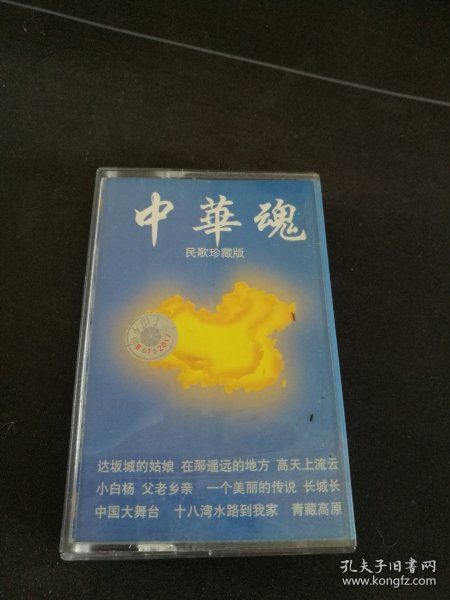 中華魂
民歌珍藏版
达坂城的姑娘 在那遥远的地方 高天上流云
小白杨 父老乡亲 一个美丽的传说 长城长
中国大舞台 十八湾水路到我家 青藏高原
孔夫子旧书网
www.kongfz.com